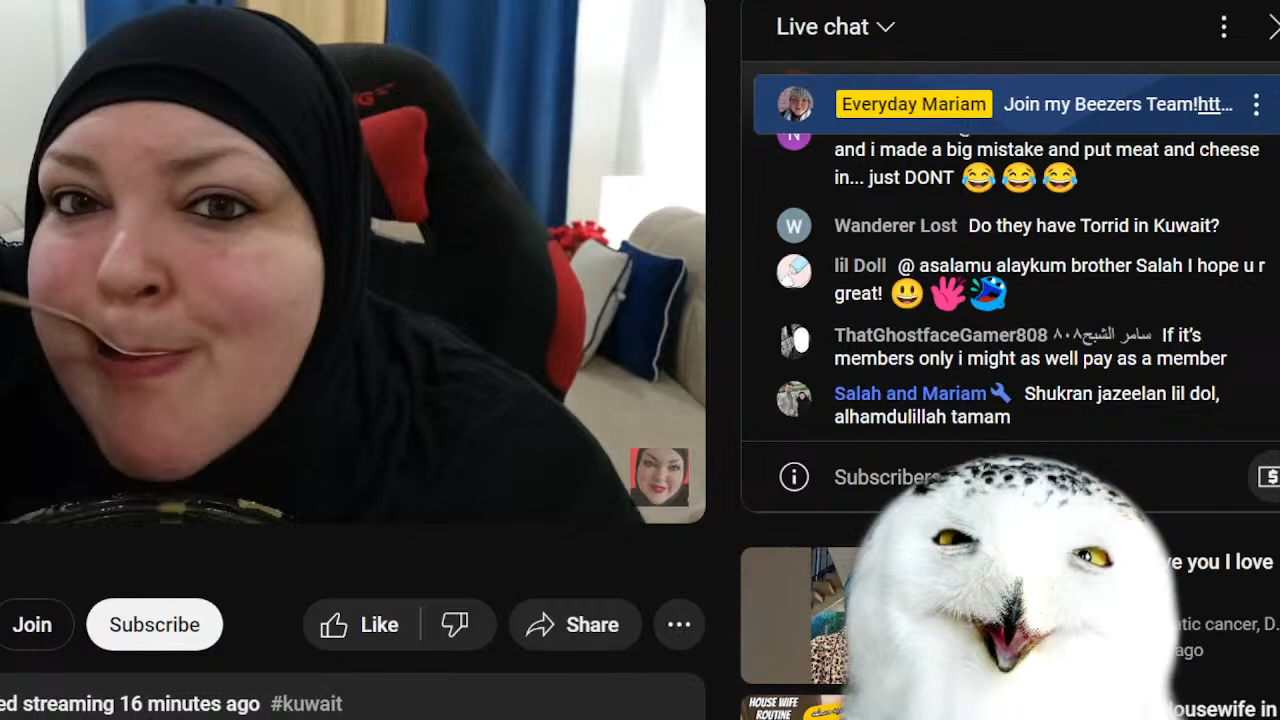 Live chat
Everyday Mariam Join my Beezers Team!htt...
N
and i made a big mistake and put meat and cheese
in... just DONT 😂😂😂
W Wanderer Lost Do they have Torrid in Kuwait?
lil Doll @ asalamu alaykum brother Salah I hope u r
great!
ThatGhostfaceGamer808 سامر الشبح٨٠٨ If it's
members only i might as well pay as a member
Salah and Mariam Shukran jazeelan lil dol,
alhamdulillah tamam
Subscribers
Join
Subscribe
Like
Share
ed streaming 16 minutes ago #kuwait
ve you I love
tic cancer, D.
ago
HOUSE WIFE
ROUTINE
ousewife in